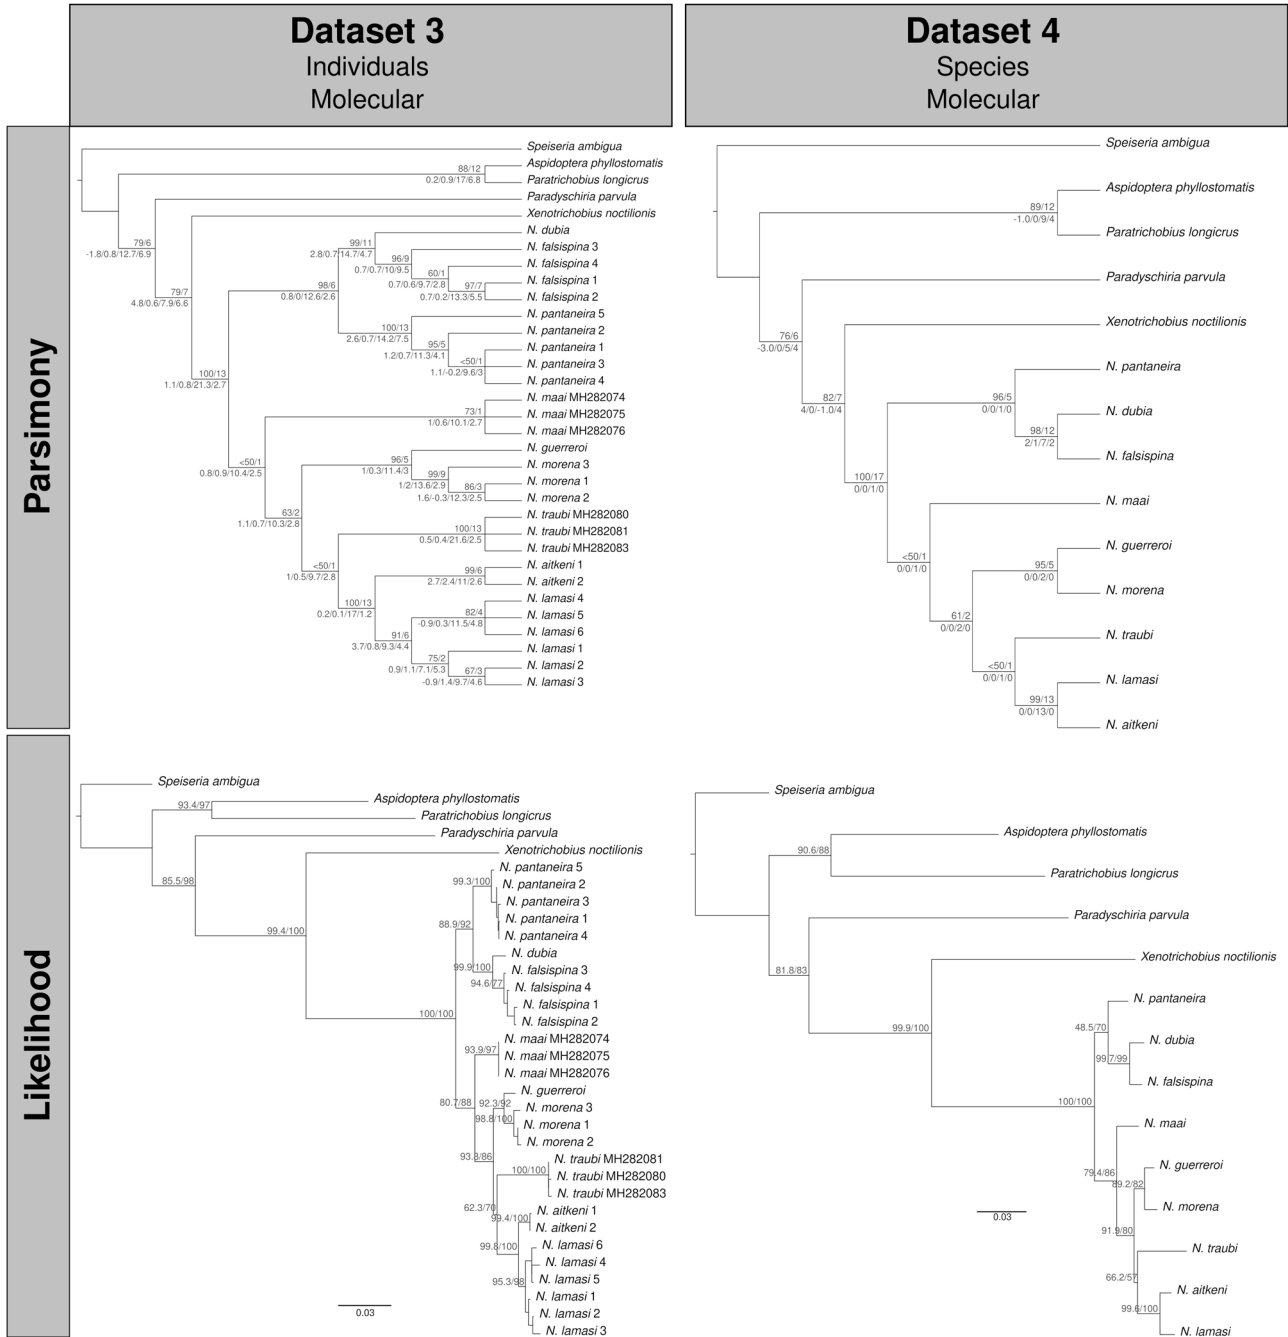 Dataset 3
Individuals
Molecular
Dataset 4
Species
Molecular
Parsimony
Speiseria ambigua
Aspidoptera phyllostomatis
88/12
0.2/0.9/17/6.8
Paratrichobius longicrus
Paradyschiria parvula
Xenotrichobius noctilionis
79/6
-1.8/0.8/12.7/6.9
N. dubia
99/11
2.8/0.7/14.7/4.7
N. falsispina 3
96/9
0.7/0.7/10/9.5
N. falsispina 4
60/1
0.7/0.6/9.7/2.8
N. falsispina 1
97/7
0.7/0.2/13.3/5.5
N. falsispina 2
79/7
4.8/0.6/7.9/6.6
98/6
0.8/0/12.6/2.6
N. pantaneira 5
100/13
2.6/0.7/14.2/7.5
N. pantaneira 2
95/5
1.2/0.7/11.3/4.1
N. pantaneira 1
<50/1
1.1/-0.2/9.6/3
N. pantaneira 3
N. pantaneira 4
100/13
1.1/0.8/21.3/2.7
N. maai MH282074
73/1
1/0.6/10.1/2.7
N. maai MH282075
N. maai MH282076
N. guerreroi
96/5
1/0.3/11.4/3
<50/1
0.8/0.9/10.4/2.5
N. morena 3
99/9
1/2/13.6/2.9
N. morena 1
86/3
1.6/-0.3/12.3/2.5
N. morena 2
63/2
1.1/0.7/10.3/2.8
N. traubi MH282080
100/13
0.5/0.4/21.6/2.5
N. traubi MH282081
N. traubi MH282083
<50/1
1/0.5/9.7/2.8
N. aitkeni 1
99/6
2.7/2.4/11/2.6
N. aitkeni 2
100/13
0.2/0.1/17/1.2
N. lamasi 4
82/4
-0.9/0.3/11.5/4.8
N. lamasi 5
N. lamasi 6
91/6
3.7/0.8/9.3/4.4
N. lamasi 1
75/2
0.9/1.1/7.1/5.3
N. lamasi 2
67/3
-0.9/1.4/9.7/4.6
N. lamasi 3
Speiseria ambigua
Aspidoptera phyllostomatis
89/12
-1.0/0/9/4
Paratrichobius longicrus
Paradyschiria parvula
Xenotrichobius noctilionis
76/6
-3.0/0/5/4
N. pantaneira
82/7
4/0/-1.0/4
96/5
0/0/1/0
N. dubia
98/12
2/1/7/2
N. falsispina
100/17
0/0/1/0
N. maai
N. guerreroi
<50/1
0/0/1/0
95/5
0/0/2/0
N. morena
61/2
0/0/2/0
N. traubi
<50/1
0/0/1/0
N. lamasi
99/13
0/0/13/0
N. aitkeni
Likelihood
Speiseria ambigua
93.4/97
Aspidoptera phyllostomatis
Paratrichobius longicrus
Paradyschiria parvula
Xenotrichobius noctilionis
85.5/98
99.4/100
N. pantaneira 5
99.3/100
N. pantaneira 2
N. pantaneira 3
N. pantaneira 1
88.9/92
N. pantaneira 4
N. dubia
99.9/100
N. falsispina 3
94.6/77
N. falsispina 4
N. falsispina 1
100/100
N. falsispina 2
N. maai MH282074
93.9/97
N. maai MH282075
N. maai MH282076
N. guerreroi
80.7/88
92.3/92
N. morena 3
98.8/100
N. morena 1
N. morena 2
93.8/86
N. traubi MH282081
100/100
N. traubi MH282080
N. traubi MH282083
62.3/70
N. aitkeni 1
99.4/100
N. aitkeni 2
99.8/100
N. lamasi 6
N. lamasi 4
95.3/98
N. lamasi 5
N. lamasi 1
N. lamasi 2
N. lamasi 3
0.03
Speiseria ambigua
Aspidoptera phyllostomatis
90.6/88
Paratrichobius longicrus
Paradyschiria parvula
Xenotrichobius noctilionis
81.8/83
N. pantaneira
99.9/100
48.5/70
N. dubia
99.7/99
N. falsispina
100/100
N. maai
N. guerreroi
79.4/86
89.2/82
N. morena
0.03
91.9/80
N. traubi
66.2/57
N. aitkeni
99.6/100
N. lamasi